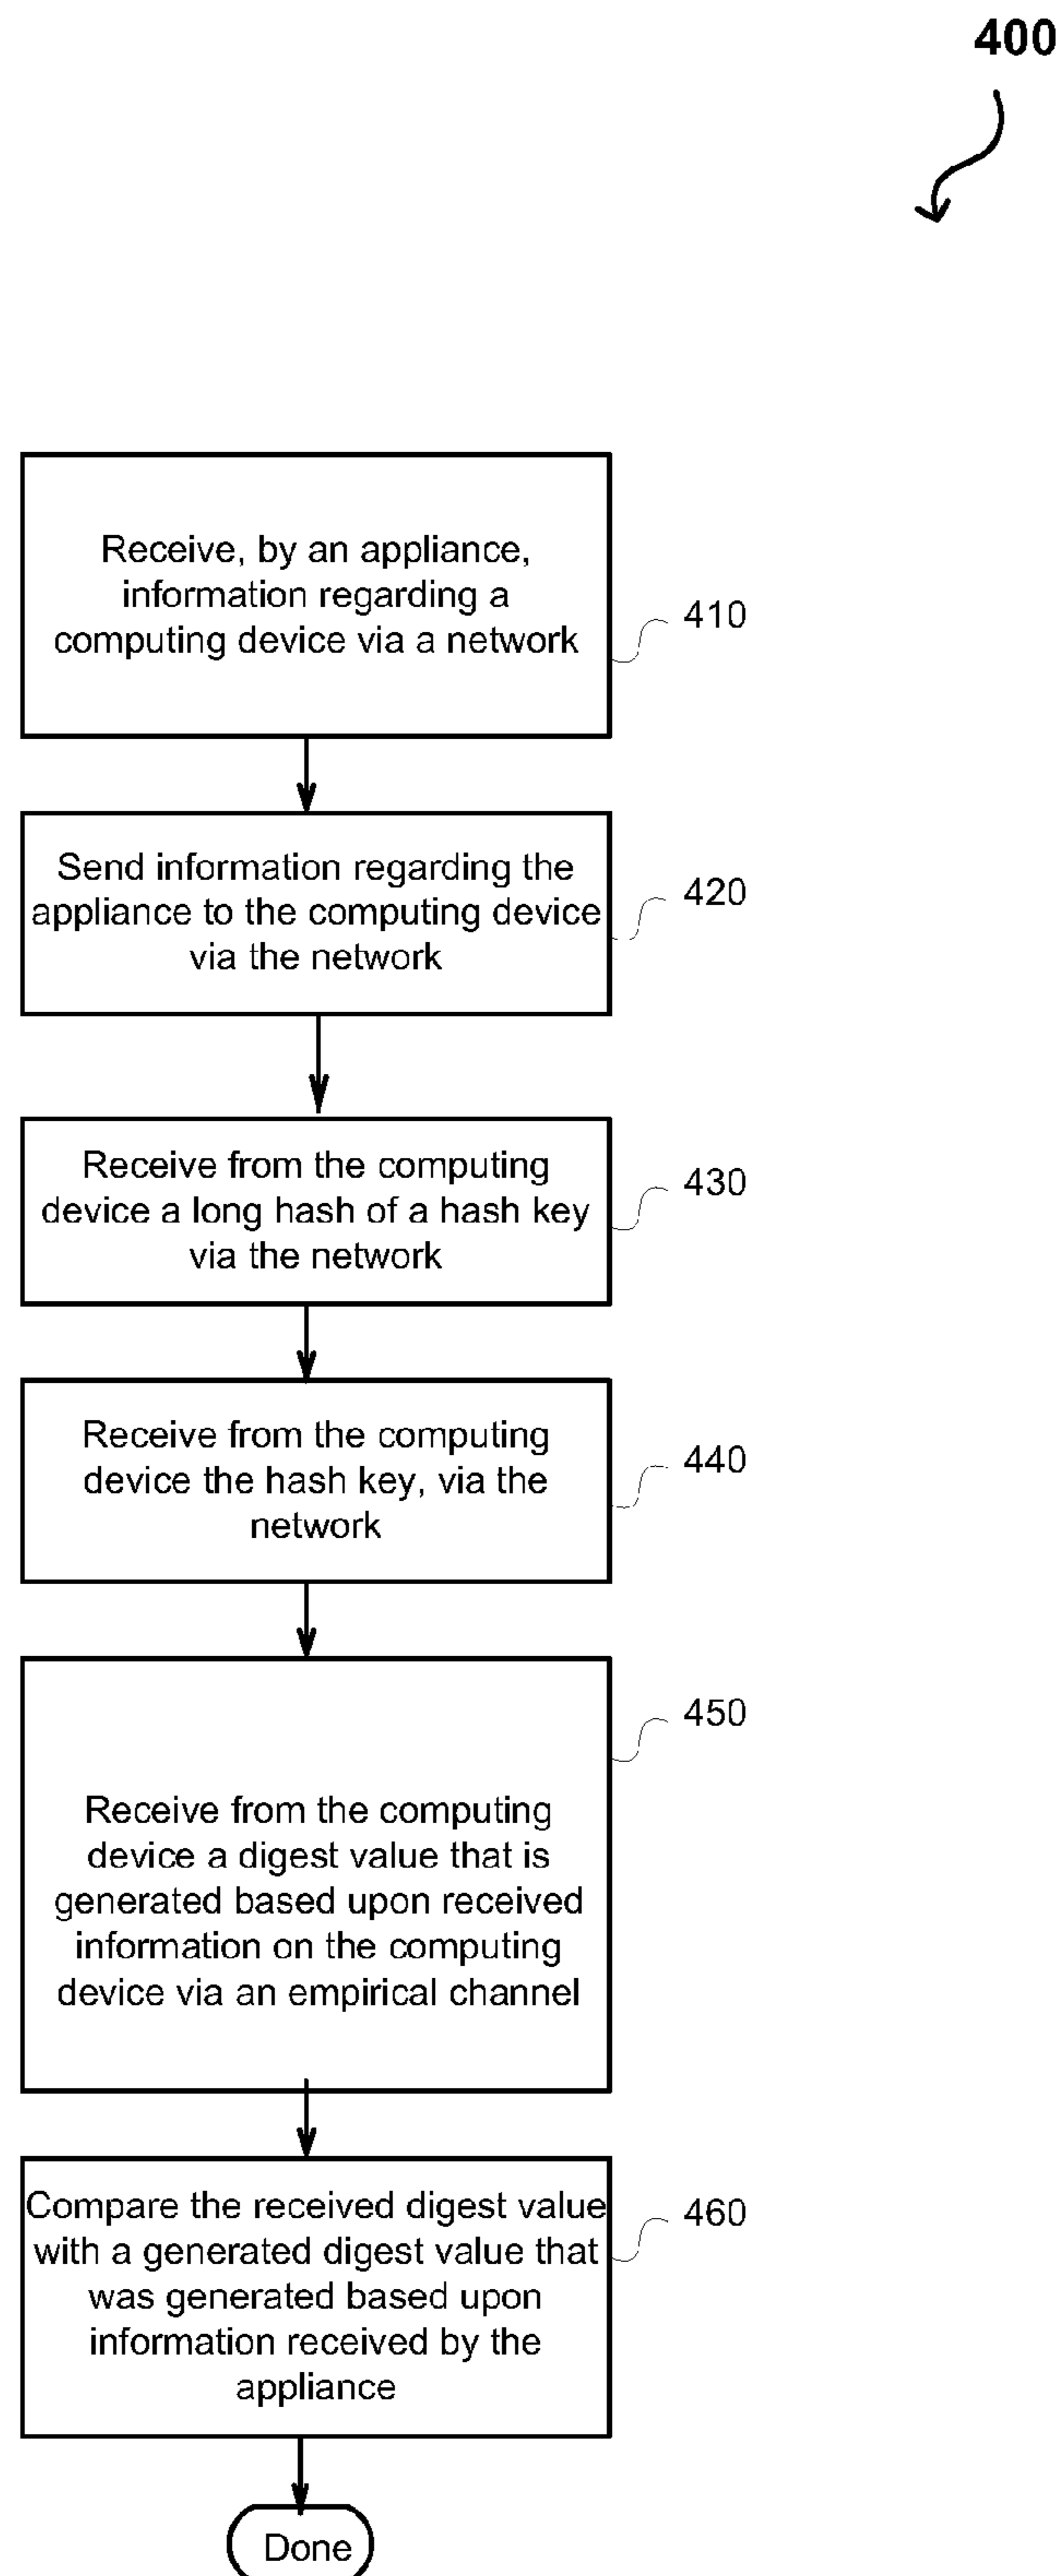 400
Receive, by an appliance,
information regarding a
computing device via a network
410
Send information regarding the
appliance to the computing device
via the network
420
Receive from the computing
device a long hash of a hash key
via the network
430
Receive from the computing
device the hash key, via the
network
440
450
Receive from the computing
device a digest value that is
generated based upon received
information on the computing
device via an empirical channel
Compare the received digest value
with a generated digest value that
was generated based upon
information received by the
appliance
460
Done